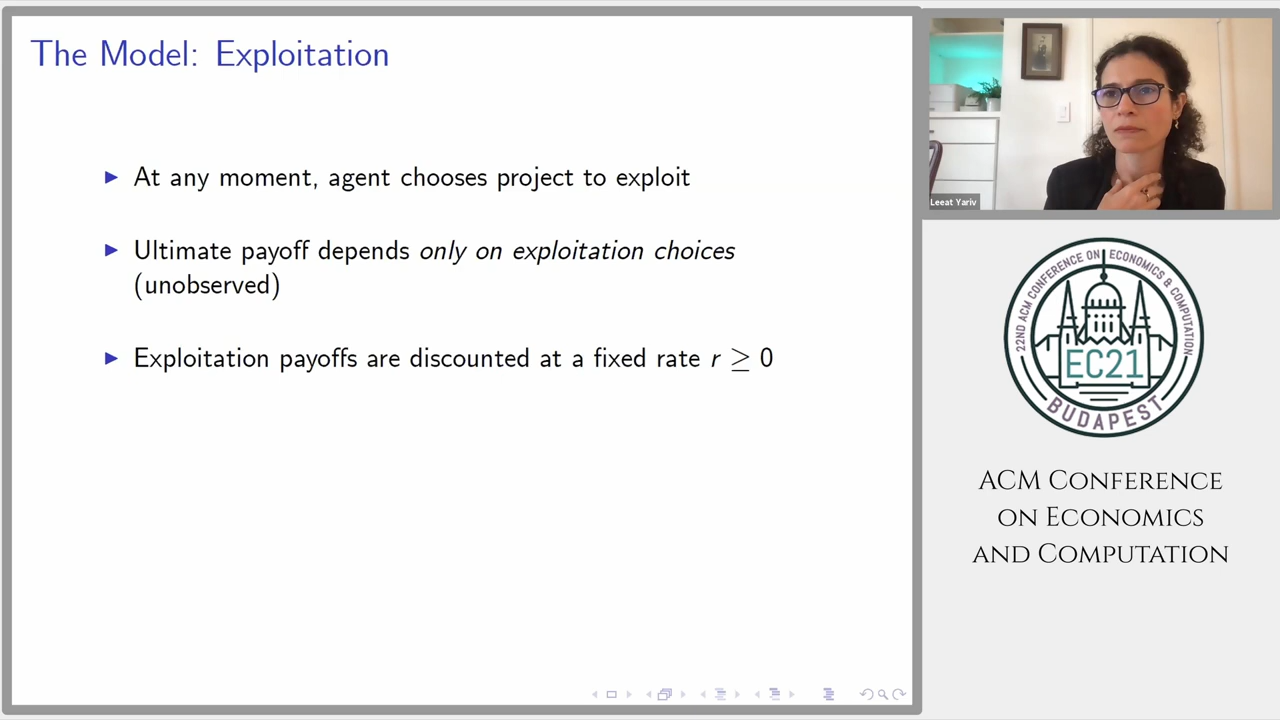 The Model: Exploitation
At any moment, agent chooses project to exploit
Ultimate payoff depends only on exploitation choices
(unobserved)
Exploitation payoffs are discounted at a fixed rate r ≥ 0
Leeat Yariv
22ND ACM CONFERENCE ON ECONOMICS & COMPUTATION
EC21
BUDAPEST
ACM Conference
on Economics
and Computation